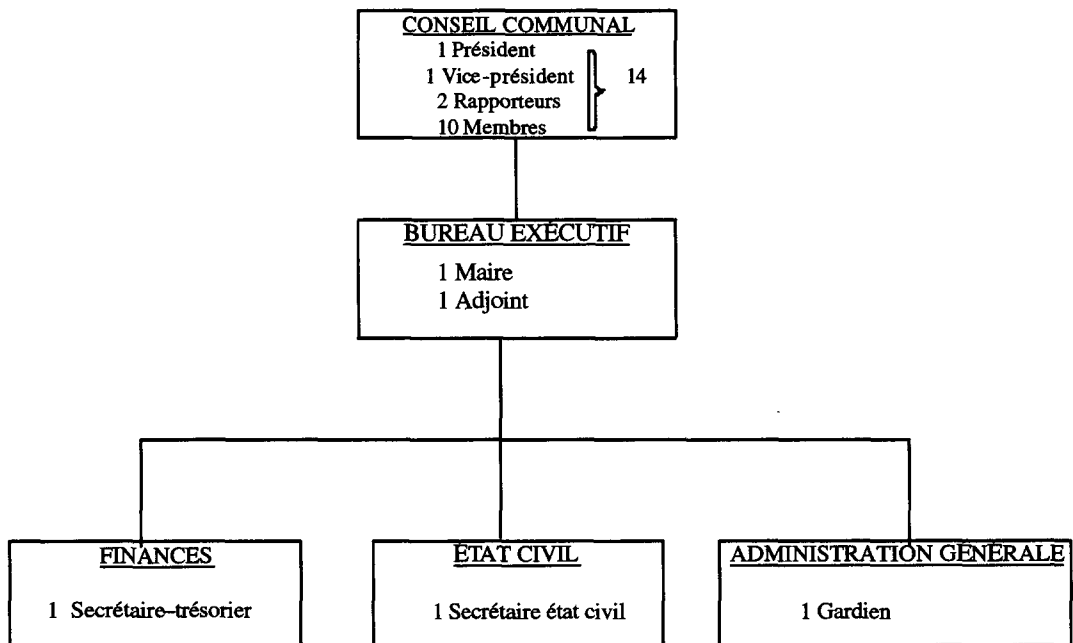 CONSEIL COMMUNAL
1 Président
1 Vice-président
2 Rapporteurs
10 Membres
14
BUREAU EXÉCUTIF
1 Maire
1 Adjoint
FINANCES
1 Secrétaire–trésorier
ÉTAT CIVIL
1 Secrétaire état civil
ADMINISTRATION GÉNÉRALE
1 Gardien